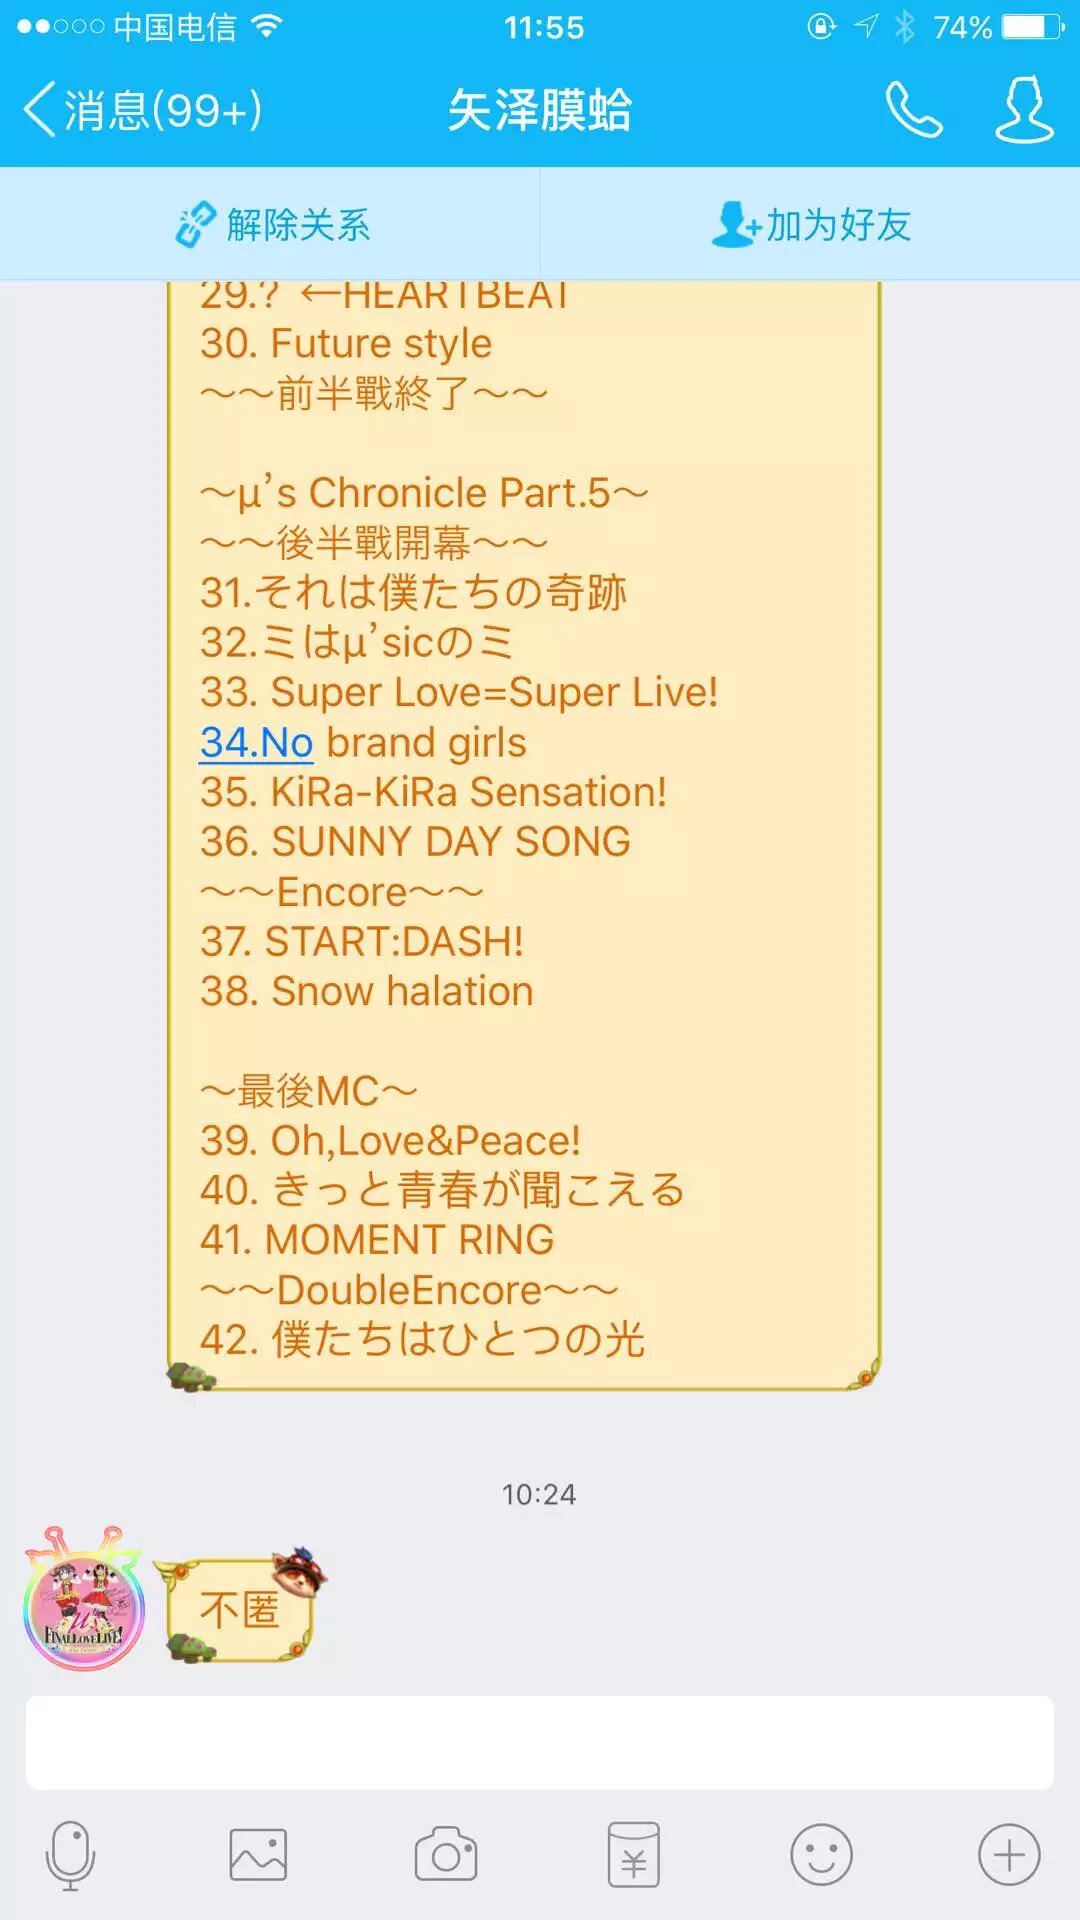 中国电信 11:55 74%
消息(99+) 矢泽膜蛤
解除关系 加为好友
29.? ←HEARTBEAT
30. Future style
～～前半戰終了～～
～μ's Chronicle Part.5～
～～後半戰開幕～～
31.それは僕たちの奇跡
32.ミはμ'sicのミ
33. Super Love=Super Live!
34.No brand girls
35. KiRa-KiRa Sensation!
36. SUNNY DAY SONG
～～Encore～～
37. START:DASH!
38. Snow halation
～最後MC～
39. Oh,Love&Peace!
40. きっと青春が聞こえる
41. MOMENT RING
～～DoubleEncore～～
42. 僕たちはひとつの光
10:24
μ's
FINAL LOVELIVE!
不匿